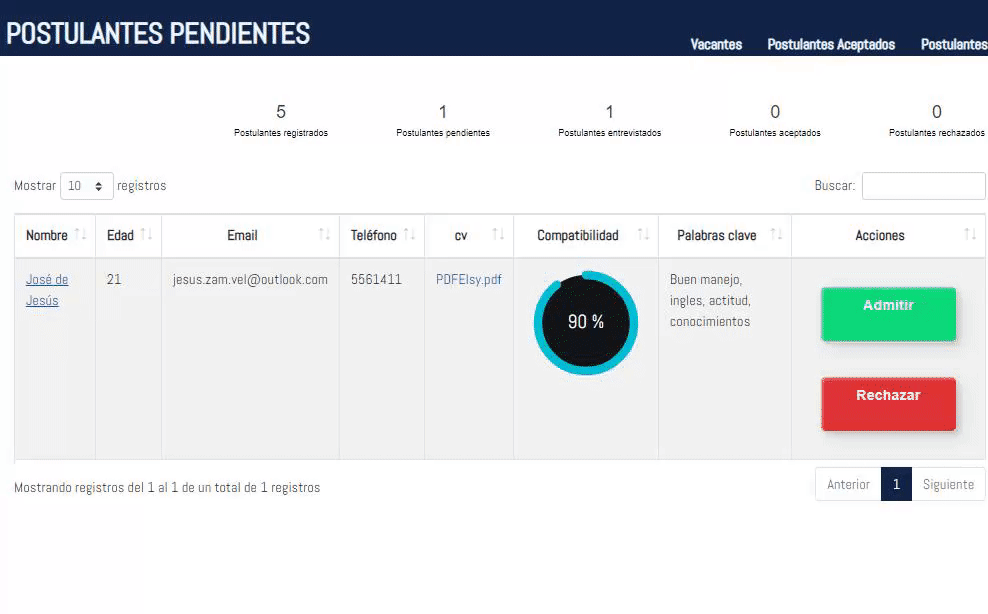 POSTULANTES PENDIENTES
Vacantes Postulantes Aceptados Postulantes
5 1 1 0 0
Postulantes registrados Postulantes pendientes Postulantes entrevistados Postulantes aceptados Postulantes rechazados
Mostrar 10 registros Buscar:
Nombre Edad Email Teléfono cv Compatibilidad Palabras clave Acciones
José de 21 jesus.zam.vel@outlook.com 5561411 PDFElsy.pdf Buen manejo,
Jesús ingles, actitud,
conocimientos
90 %
Admitir
Rechazar
Mostrando registros del 1 al 1 de un total de 1 registros
Anterior 1 Siguiente